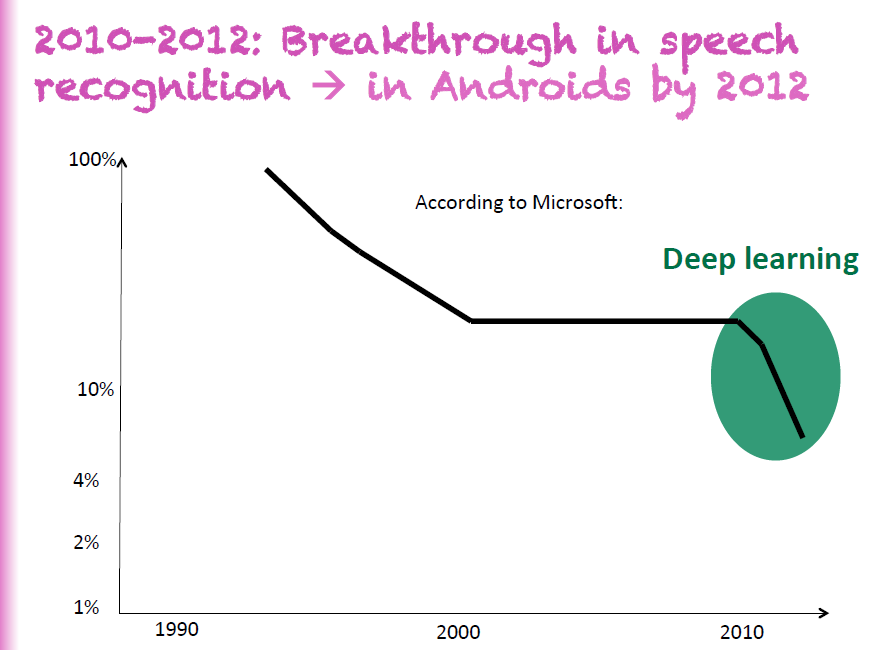 2010-2012: Breakthrough in speech
recognition → in Androids by 2012
100%
According to Microsoft:
Deep learning
10%
4%
2%
1%
1990
2000
2010